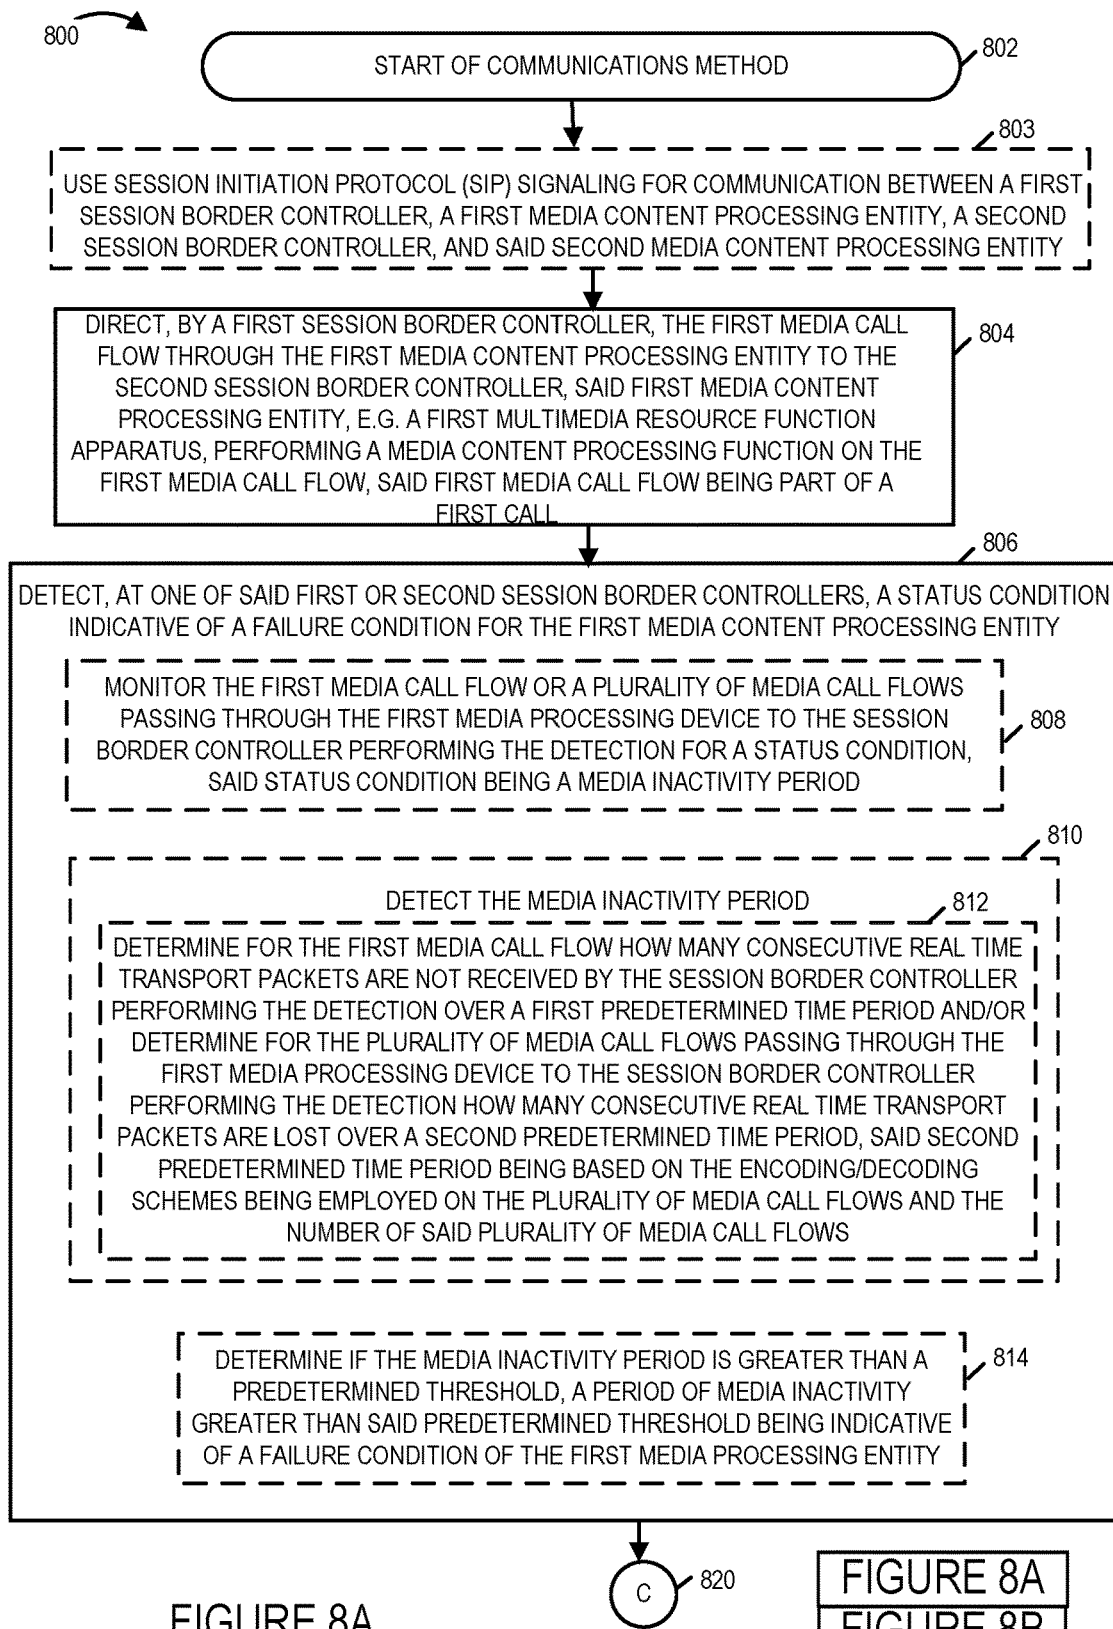 800
START OF COMMUNICATIONS METHOD
802
803
USE SESSION INITIATION PROTOCOL (SIP) SIGNALING FOR COMMUNICATION BETWEEN A FIRST
SESSION BORDER CONTROLLER, A FIRST MEDIA CONTENT PROCESSING ENTITY, A SECOND
SESSION BORDER CONTROLLER, AND SAID SECOND MEDIA CONTENT PROCESSING ENTITY
DIRECT, BY A FIRST SESSION BORDER CONTROLLER, THE FIRST MEDIA CALL
FLOW THROUGH THE FIRST MEDIA CONTENT PROCESSING ENTITY TO THE
SECOND SESSION BORDER CONTROLLER, SAID FIRST MEDIA CONTENT
PROCESSING ENTITY, E.G. A FIRST MULTIMEDIA RESOURCE FUNCTION
APPARATUS, PERFORMING A MEDIA CONTENT PROCESSING FUNCTION ON THE
FIRST MEDIA CALL FLOW, SAID FIRST MEDIA CALL FLOW BEING PART OF A
FIRST CALL
804
806
DETECT, AT ONE OF SAID FIRST OR SECOND SESSION BORDER CONTROLLERS, A STATUS CONDITION
INDICATIVE OF A FAILURE CONDITION FOR THE FIRST MEDIA CONTENT PROCESSING ENTITY
MONITOR THE FIRST MEDIA CALL FLOW OR A PLURALITY OF MEDIA CALL FLOWS
PASSING THROUGH THE FIRST MEDIA PROCESSING DEVICE TO THE SESSION
BORDER CONTROLLER PERFORMING THE DETECTION FOR A STATUS CONDITION,
SAID STATUS CONDITION BEING A MEDIA INACTIVITY PERIOD
808
810
DETECT THE MEDIA INACTIVITY PERIOD
812
DETERMINE FOR THE FIRST MEDIA CALL FLOW HOW MANY CONSECUTIVE REAL TIME
TRANSPORT PACKETS ARE NOT RECEIVED BY THE SESSION BORDER CONTROLLER
PERFORMING THE DETECTION OVER A FIRST PREDETERMINED TIME PERIOD AND/OR
DETERMINE FOR THE PLURALITY OF MEDIA CALL FLOWS PASSING THROUGH THE
FIRST MEDIA PROCESSING DEVICE TO THE SESSION BORDER CONTROLLER
PERFORMING THE DETECTION HOW MANY CONSECUTIVE REAL TIME TRANSPORT
PACKETS ARE LOST OVER A SECOND PREDETERMINED TIME PERIOD, SAID SECOND
PREDETERMINED TIME PERIOD BEING BASED ON THE ENCODING/DECODING
SCHEMES BEING EMPLOYED ON THE PLURALITY OF MEDIA CALL FLOWS AND THE
NUMBER OF SAID PLURALITY OF MEDIA CALL FLOWS
DETERMINE IF THE MEDIA INACTIVITY PERIOD IS GREATER THAN A
PREDETERMINED THRESHOLD, A PERIOD OF MEDIA INACTIVITY
GREATER THAN SAID PREDETERMINED THRESHOLD BEING INDICATIVE
OF A FAILURE CONDITION OF THE FIRST MEDIA PROCESSING ENTITY
814
C
820
FIGURE 8A
FIGURE 8A
FIGURE 8B